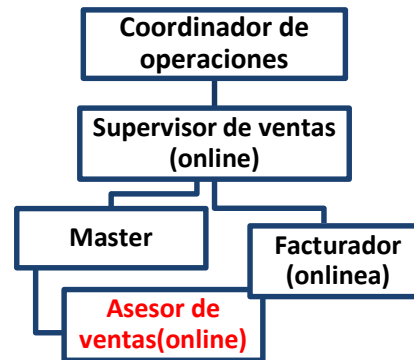 Coordinador de
operaciones
Supervisor de ventas
(online)
Master
Facturador
(onlinea)
Asesor de
ventas(online)